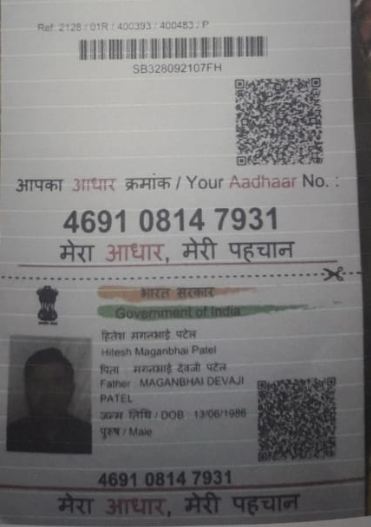 Ref: 2128 / 01R / 400393 / 400483 / P
SB328092107FH
आपका आधार क्रमांक / Your Aadhaar No. :
4691 0814 7931
मेरा आधार, मेरी पहचान
भारत सरकार
Government of India
हितेश मगनभाई पटेल
Hitesh Maganbhai Patel
पिता : मगनभाई देवजी पटेल
Father : MAGANBHAI DEVAJI
PATEL
जन्म तिथि / DOB : 13/06/1986
पुरुष / Male
4691 0814 7931
मेरा आधार, मेरी पहचान